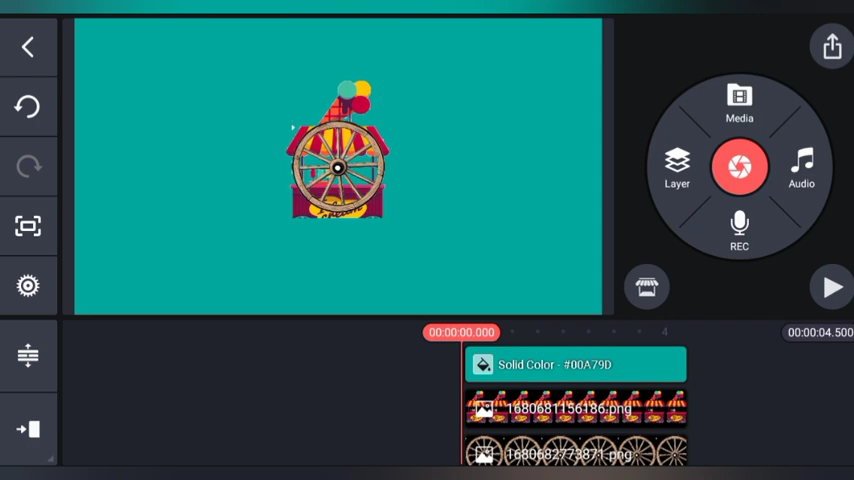 Media
Layer
Audio
REC
00:00:00.000
4
00:00:04.500
Solid Color - #00A79D
1680681156186.png
1680682773871.png